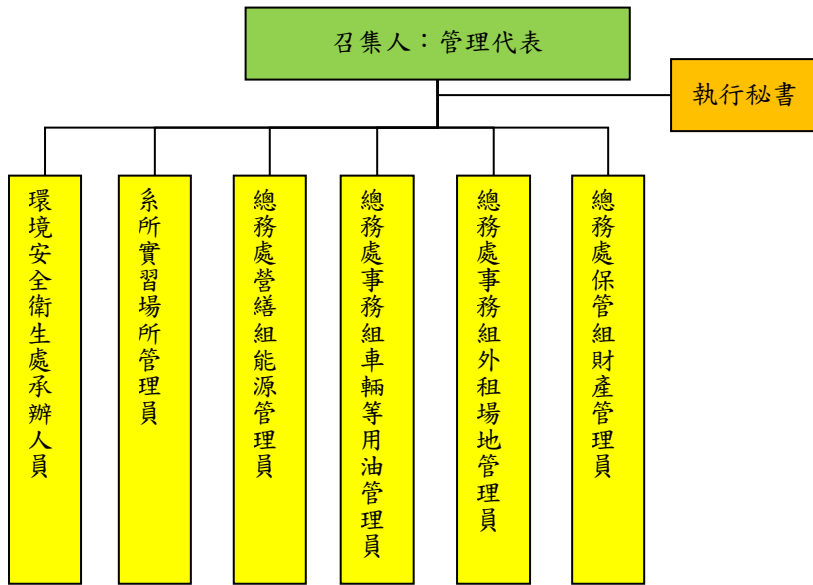 召集人：管理代表
執行秘書
環境安全衛生處承辦人員
系所實習場所管理員
總務處營繕組能源管理員
總務處事務組車輛等用油管理員
總務處事務組外租場地管理員
總務處保管組財產管理員